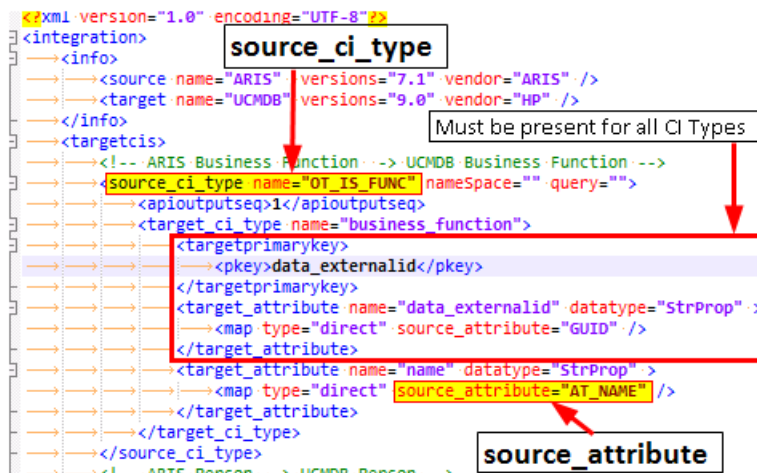 <?xml version="1.0" encoding="UTF-8"?>
<integration>
source_ci_type
<info>
<source name="ARIS" versions="7.1" vendor="ARIS" />
<target name="UCMDB" versions="9.0" vendor="HP" />
</info>
Must be present for all CI Types
<targetcis>
<!-- ARIS Business Function --> UCMDB Business Function -->
<source_ci_type name="OT_IS_FUNC" nameSpace="" query="">
<apioutputseq>1</apioutputseq>
<target_ci_type name="business_function">
<targetprimarykey>
<pkey>data_externalid</pkey>
</targetprimarykey>
<target_attribute name="data_externalid" datatype="StrProp" >
<map type="direct" source_attribute="GUID" />
</target_attribute>
<target_attribute name="name" datatype="StrProp" >
<map type="direct" source_attribute="AT_NAME" />
</target_attribute>
</target_ci_type>
</source_ci_type>
source_attribute
<!-- ARIS Person --> UCMDB Person -->